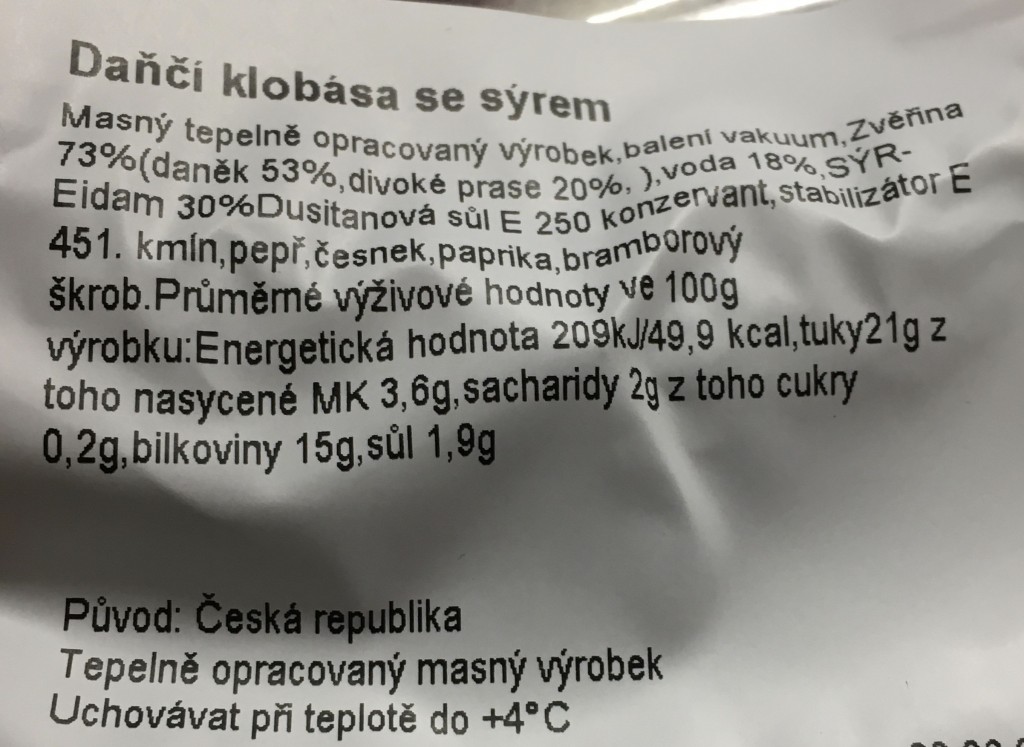 Daňčí klobása se sýrem
Masný tepelně opracovaný výrobek,balení vakuum,Zvěřina
73%(daněk 53%,divoké prase 20%, ),voda 18%,SÝR-
Eidam 30%Dusitanová sůl E 250 konzervant,stabilizátor E
451. kmín,pepř,česnek,paprika,bramborový
škrob.Průměrné výživové hodnoty ve 100g
výrobku:Energetická hodnota 209kJ/49,9 kcal,tuky21g z
toho nasycené MK 3,6g,sacharidy 2g z toho cukry
0,2g,bilkoviny 15g,sůl 1,9g
Původ: Česká republika
Tepelně opracovaný masný výrobek
Uchovávat při teplotě do +4°C